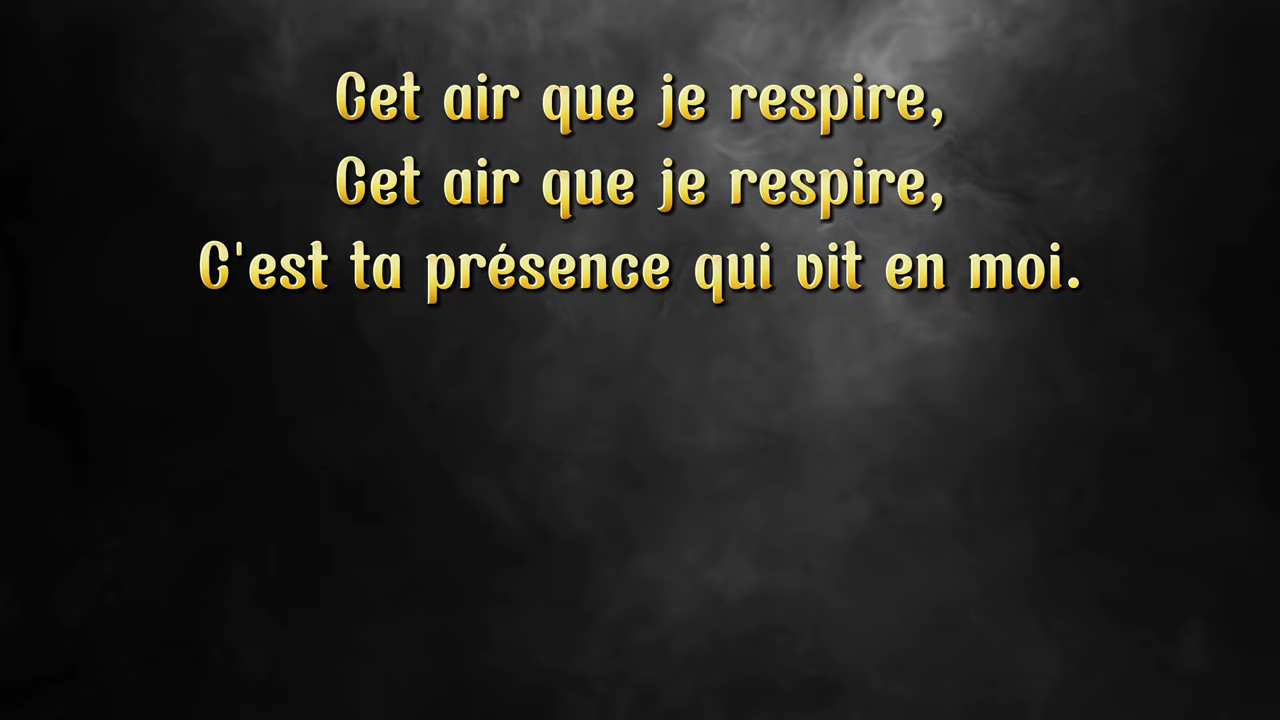 Cet air que je respire,
Cet air que je respire,
C'est ta présence qui vit en moi.